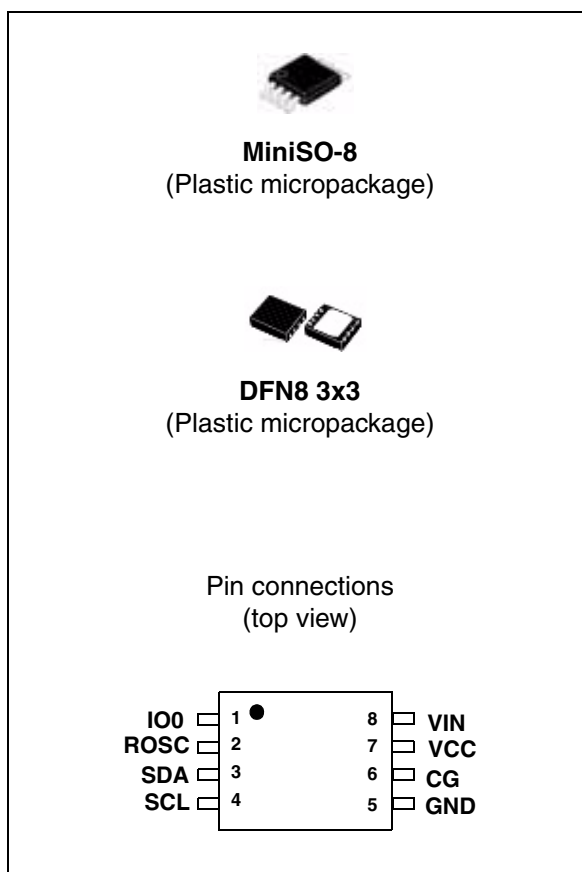 MiniSO-8
(Plastic micropackage)
DFN8 3x3
(Plastic micropackage)
Pin connections
(top view)
IO0 1 8 VIN
ROSC 2 7 VCC
SDA 3 6 CG
SCL 4 5 GND